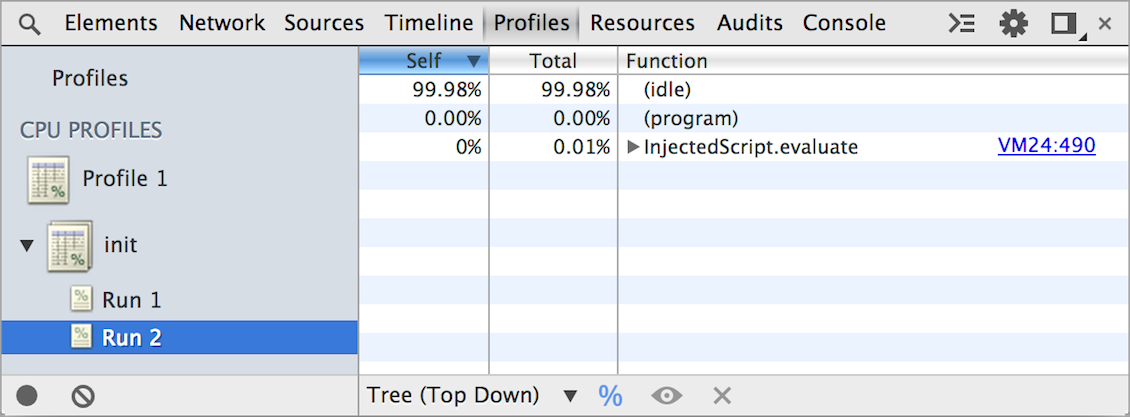 Elements Network Sources Timeline Profiles Resources Audits Console
Profiles
CPU PROFILES
Profile 1
init
Run 1
Run 2
Self Total Function
99.98% 99.98% (idle)
0.00% 0.00% (program)
0% 0.01% InjectedScript.evaluate VM24:490
Tree (Top Down) %